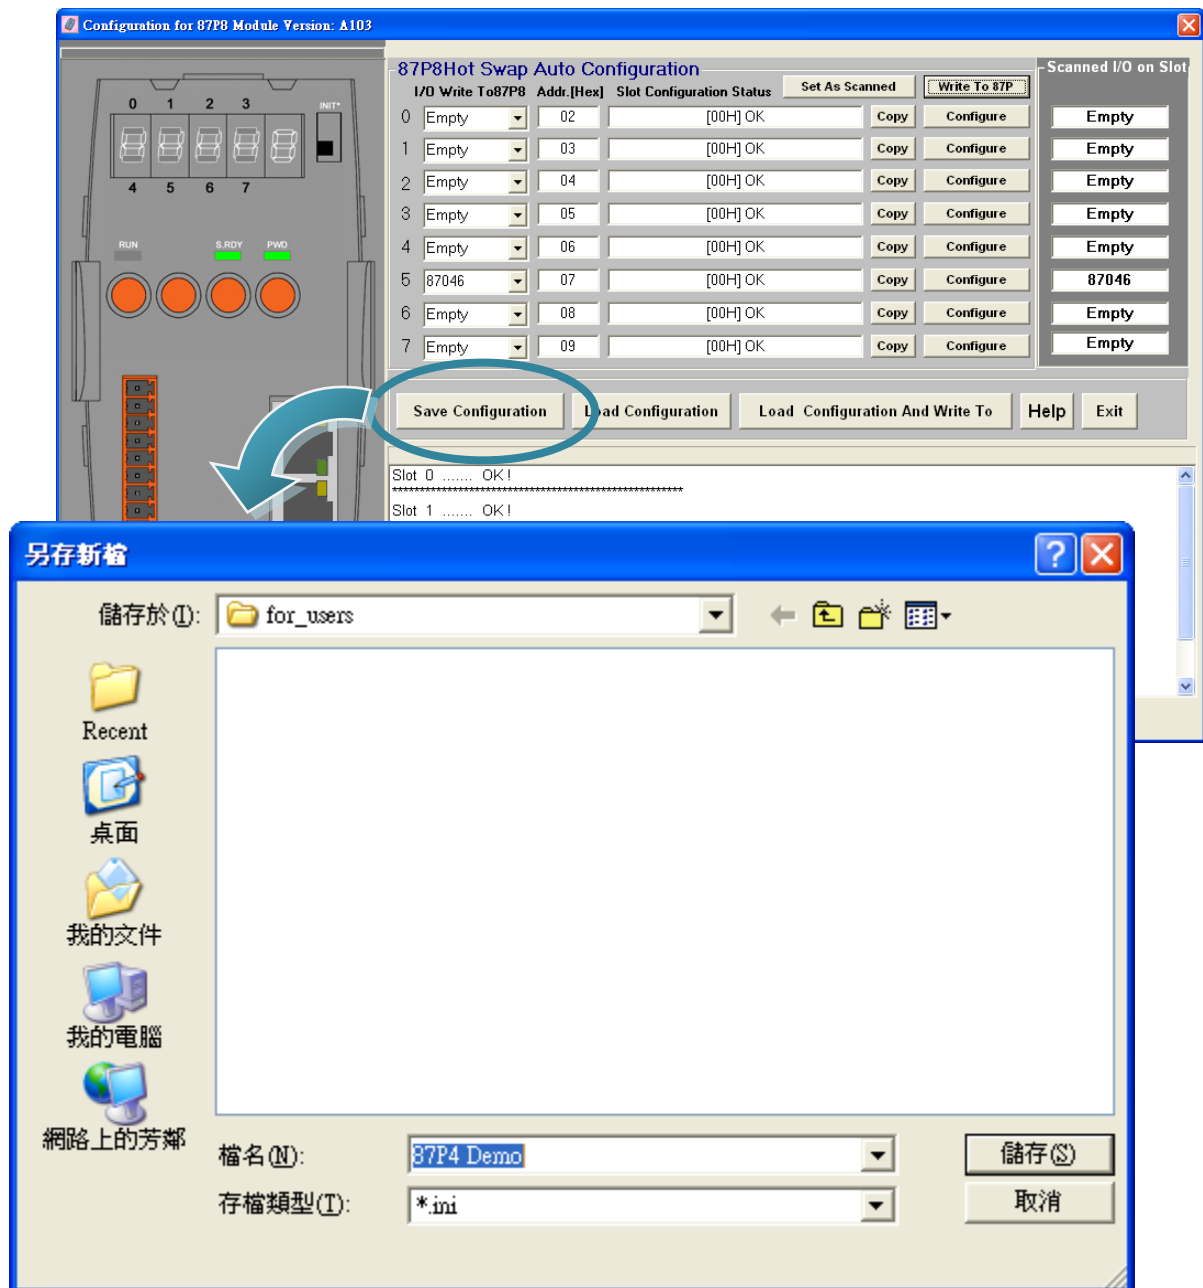 Configuration for 87P8 Module Version: A103
0 1 2 3 INIT*
4 5 6 7
RUN S.RDY PWD
87P8Hot Swap Auto Configuration
Set As Scanned Write To 87P
I/O Write To87P8 Addr.[Hex] Slot Configuration Status
Scanned I/O on Slot
0 Empty 02 [00H] OK Copy Configure Empty
1 Empty 03 [00H] OK Copy Configure Empty
2 Empty 04 [00H] OK Copy Configure Empty
3 Empty 05 [00H] OK Copy Configure Empty
4 Empty 06 [00H] OK Copy Configure Empty
5 87046 07 [00H] OK Copy Configure 87046
6 Empty 08 [00H] OK Copy Configure Empty
7 Empty 09 [00H] OK Copy Configure Empty
Save Configuration Load Configuration Load Configuration And Write To Help Exit
Slot 0 ....... OK !
****************************************************
Slot 1 ....... OK !
另存新檔
儲存於(I): for_users
Recent
桌面
我的文件
我的電腦
網路上的芳鄰
檔名(N): 87P4 Demo 儲存(S)
存檔類型(T): *.ini 取消